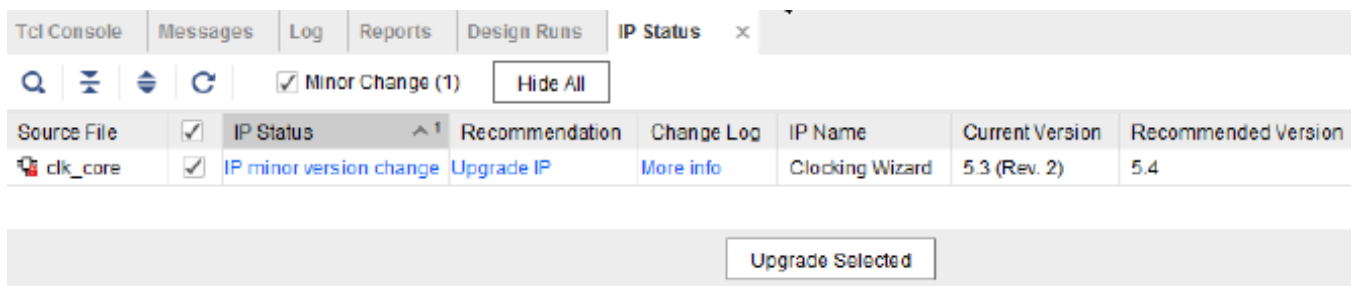 Tcl Console Messages Log Reports Design Runs IP Status ×
Minor Change (1) Hide All
Source File IP Status 1 Recommendation Change Log IP Name Current Version Recommended Version
clk_core IP minor version change Upgrade IP More info Clocking Wizard 5.3 (Rev. 2) 5.4
Upgrade Selected